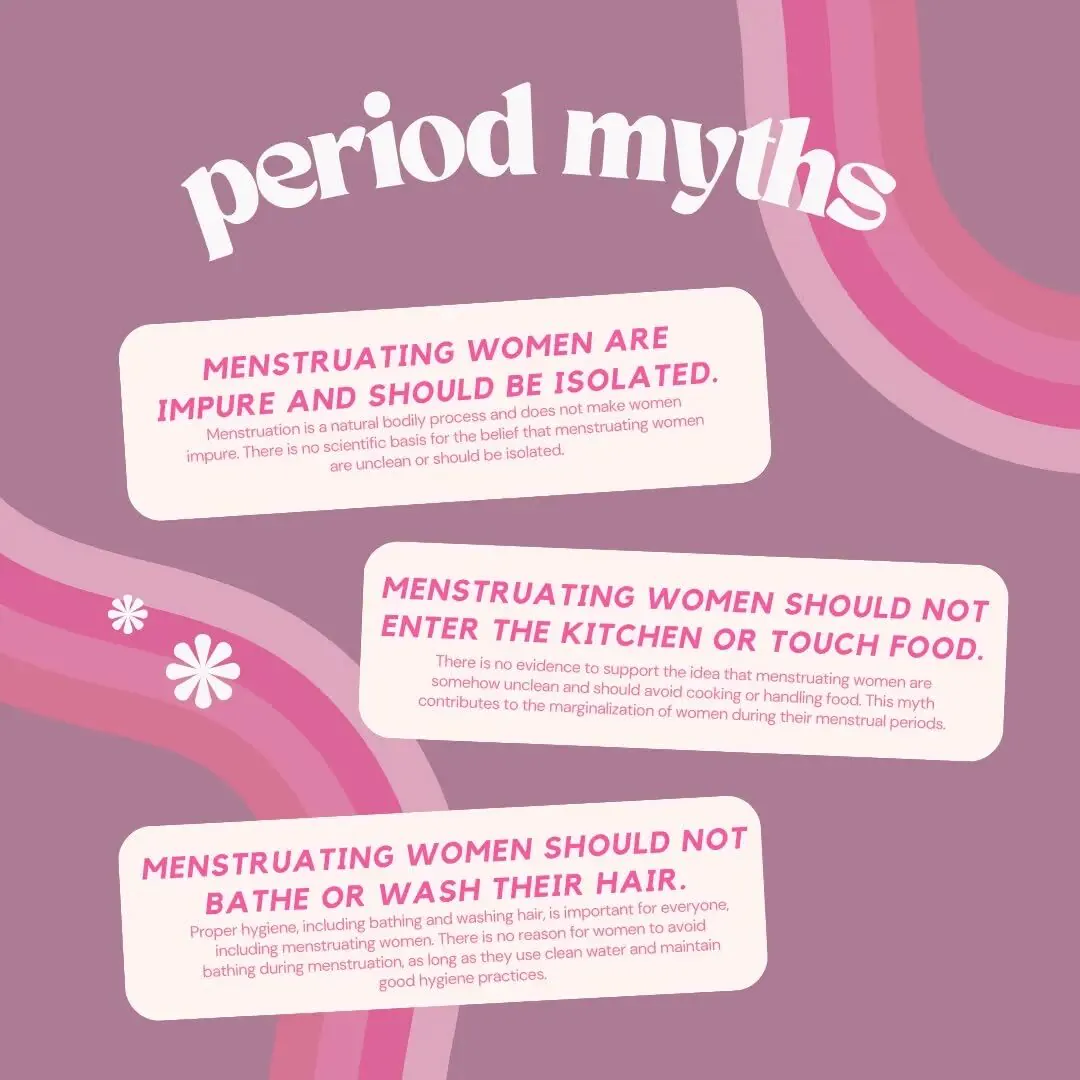 period myths
MENSTRUATING WOMEN ARE
IMPURE AND SHOULD BE ISOLATED.
Menstruation is a natural bodily process and does not make women
impure. There is no scientific basis for the belief that menstruating women
are unclean or should be isolated.
MENSTRUATING WOMEN SHOULD NOT
ENTER THE KITCHEN OR TOUCH FOOD.
There is no evidence to support the idea that menstruating women are
somehow unclean and should avoid cooking or handling food. This myth
contributes to the marginalization of women during their menstrual periods.
MENSTRUATING WOMEN SHOULD NOT
BATHE OR WASH THEIR HAIR.
Proper hygiene, including bathing and washing hair, is important for everyone,
including menstruating women. There is no reason for women to avoid
bathing during menstruation, as long as they use clean water and maintain
good hygiene practices.